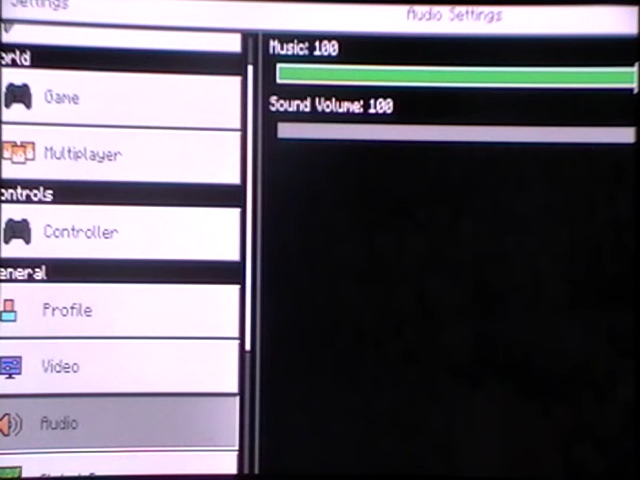 Settings
Audio Settings
orld
Game
Multiplayer
ontrols
Controller
eneral
Profile
Video
Audio
Music: 100
Sound Volume: 100